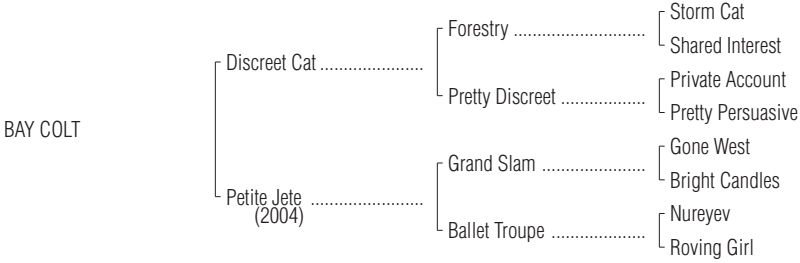 Storm Cat
Forestry ............................
Shared Interest
Discreet Cat ......................
Private Account
Pretty Discreet ..................
Pretty Persuasive
BAY COLT
Gone West
Grand Slam ......................
Bright Candles
Petite Jete ........................
(2004)
Nureyev
Ballet Troupe ....................
Roving Girl